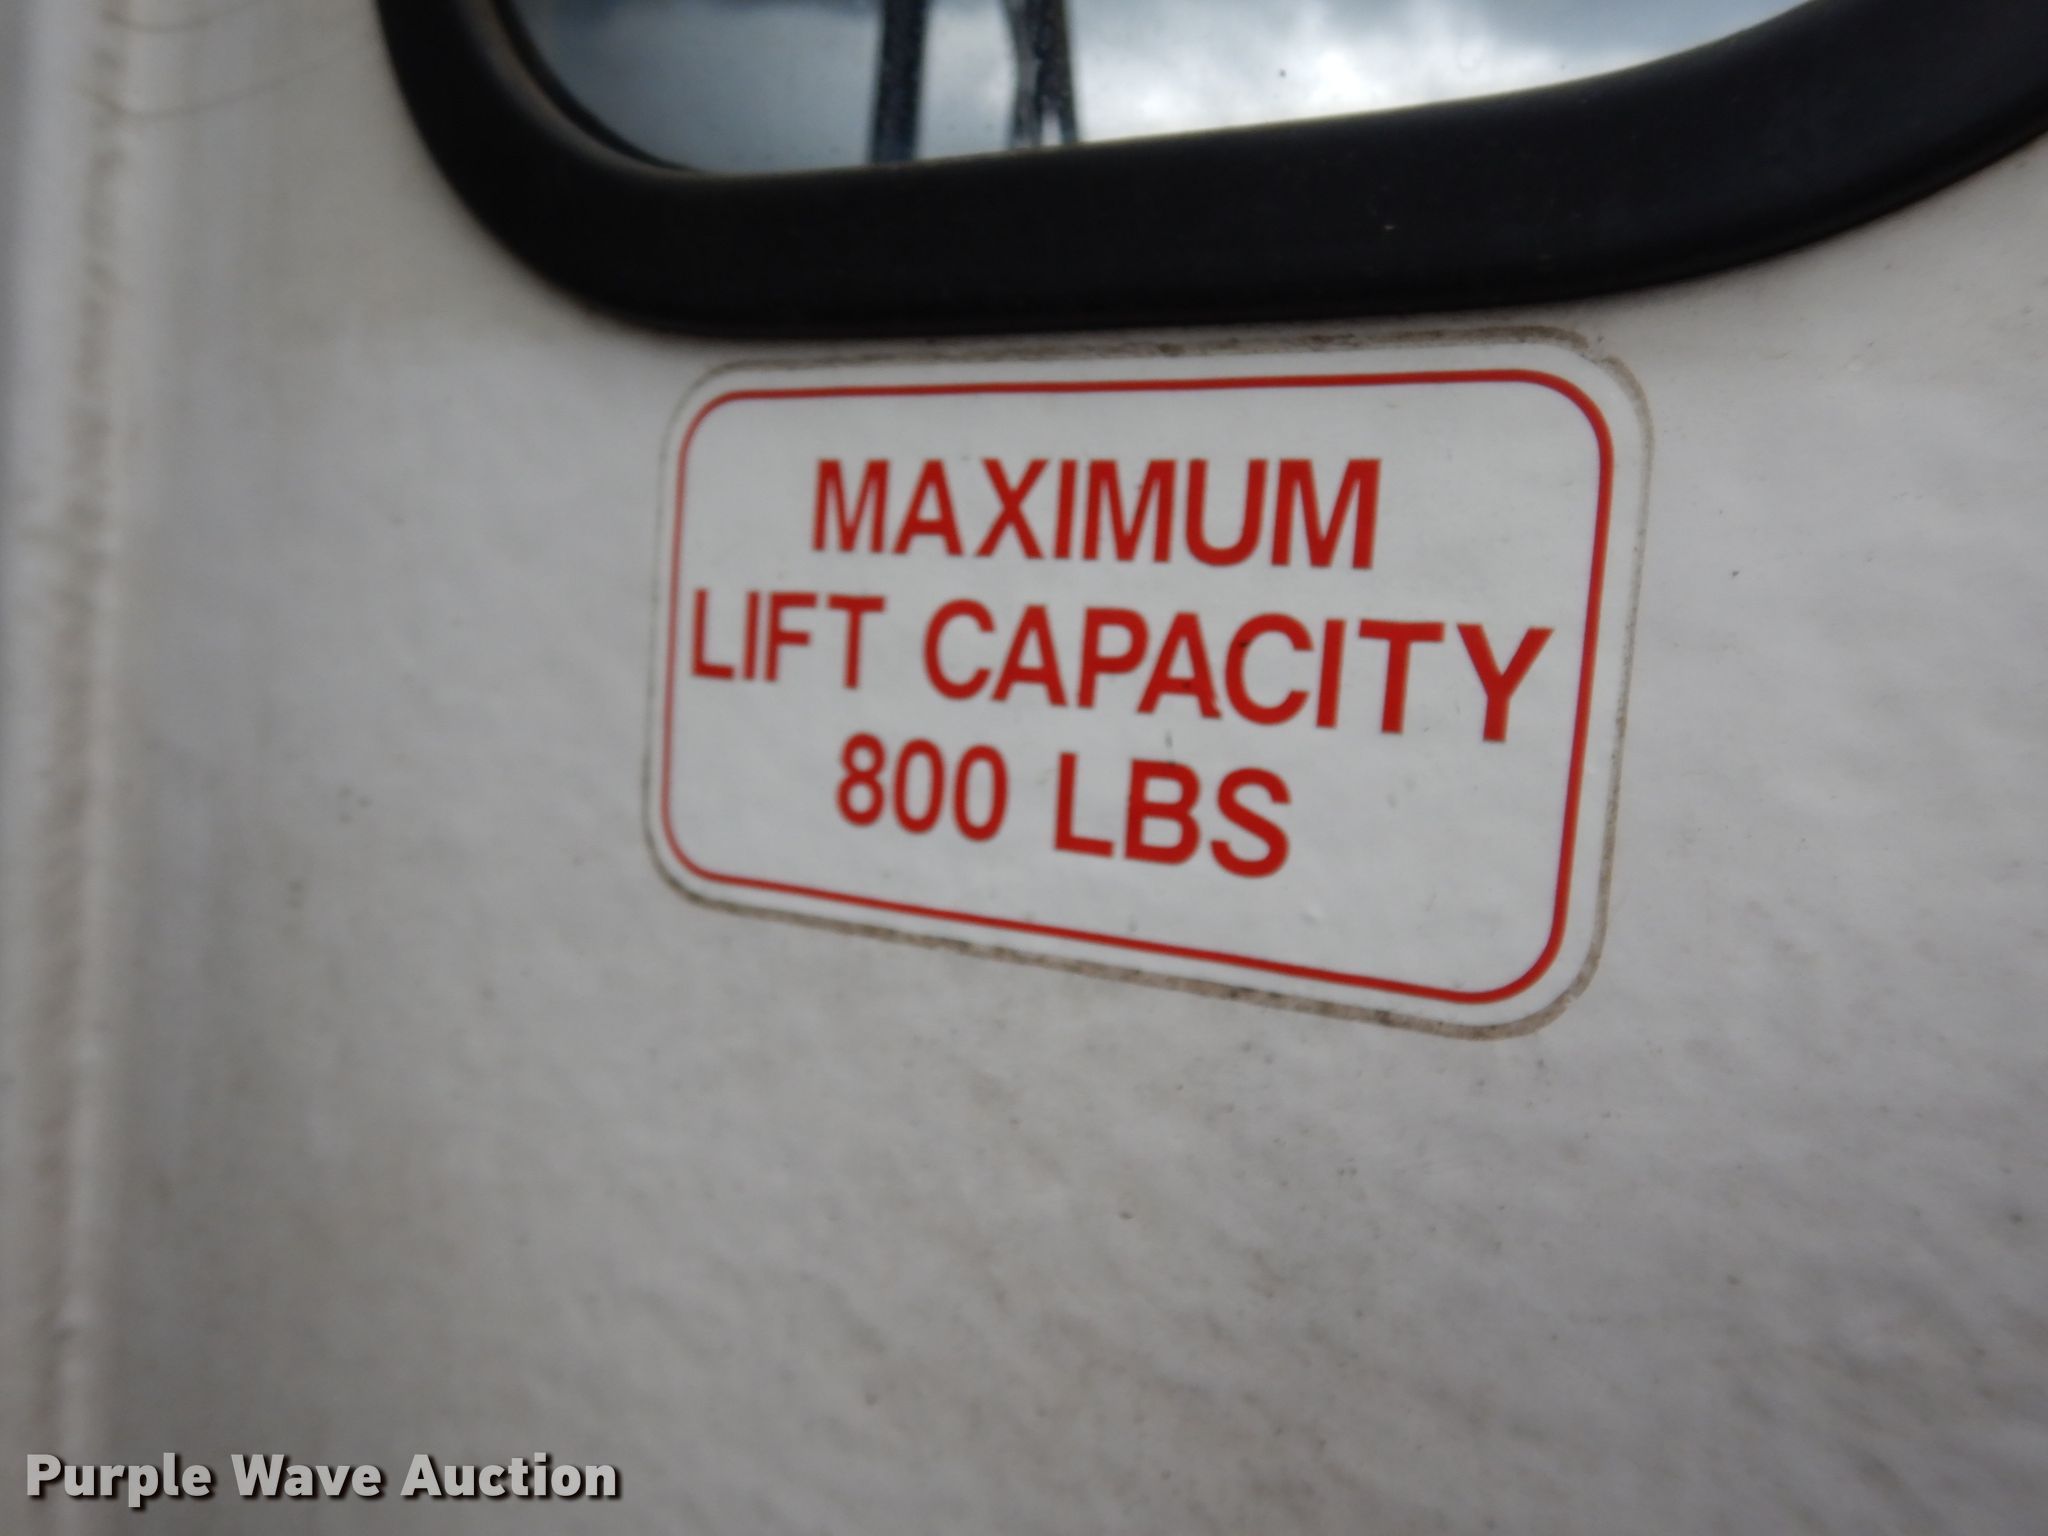 MAXIMUM
LIFT CAPACITY
800 LBS
Purple Wave Auction